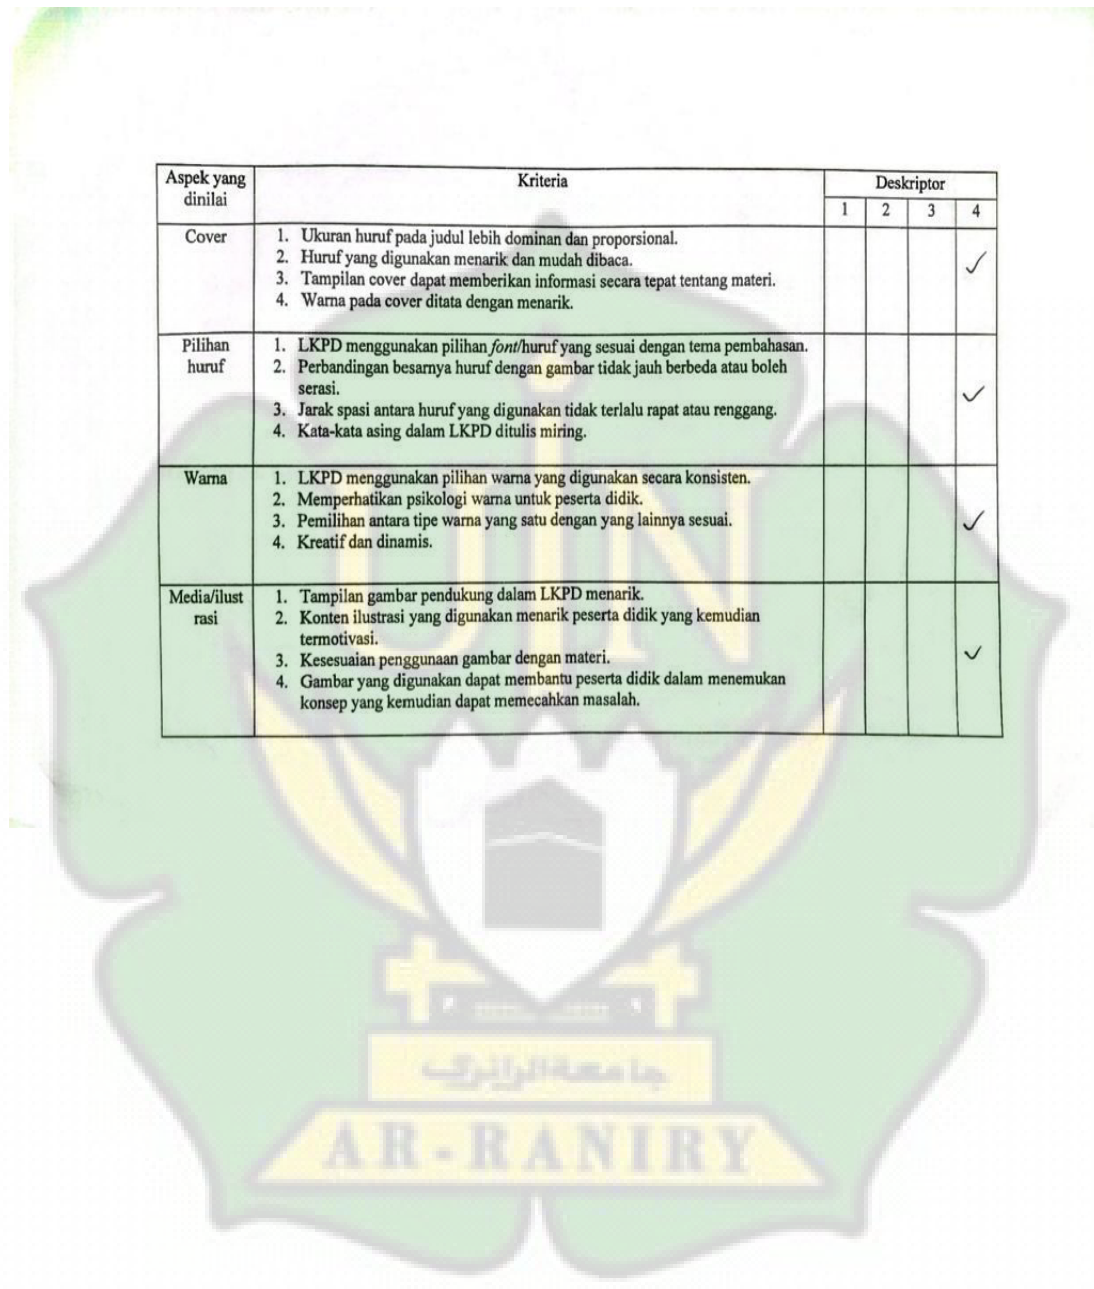 Aspek yang dinilai
Kriteria
Deskriptor
1 2 3 4
Cover
1. Ukuran huruf pada judul lebih dominan dan proporsional.
2. Huruf yang digunakan menarik dan mudah dibaca.
3. Tampilan cover dapat memberikan informasi secara tepat tentang materi.
4. Warna pada cover ditata dengan menarik.
✓
Pilihan huruf
1. LKPD menggunakan pilihan font/huruf yang sesuai dengan tema pembahasan.
2. Perbandingan besarnya huruf dengan gambar tidak jauh berbeda atau boleh
serasi.
3. Jarak spasi antara huruf yang digunakan tidak terlalu rapat atau renggang.
4. Kata-kata asing dalam LKPD ditulis miring.
✓
Warna
1. LKPD menggunakan pilihan warna yang digunakan secara konsisten.
2. Memperhatikan psikologi warna untuk peserta didik.
3. Pemilihan antara tipe warna yang satu dengan yang lainnya sesuai.
4. Kreatif dan dinamis.
✓
Media/ilust
rasi
1. Tampilan gambar pendukung dalam LKPD menarik.
2. Konten ilustrasi yang digunakan menarik peserta didik yang kemudian
termotivasi.
3. Kesesuaian penggunaan gambar dengan materi.
4. Gambar yang digunakan dapat membantu peserta didik dalam menemukan
konsep yang kemudian dapat memecahkan masalah.
✓
UIN
جامعة الرانري
AR-RANIRY